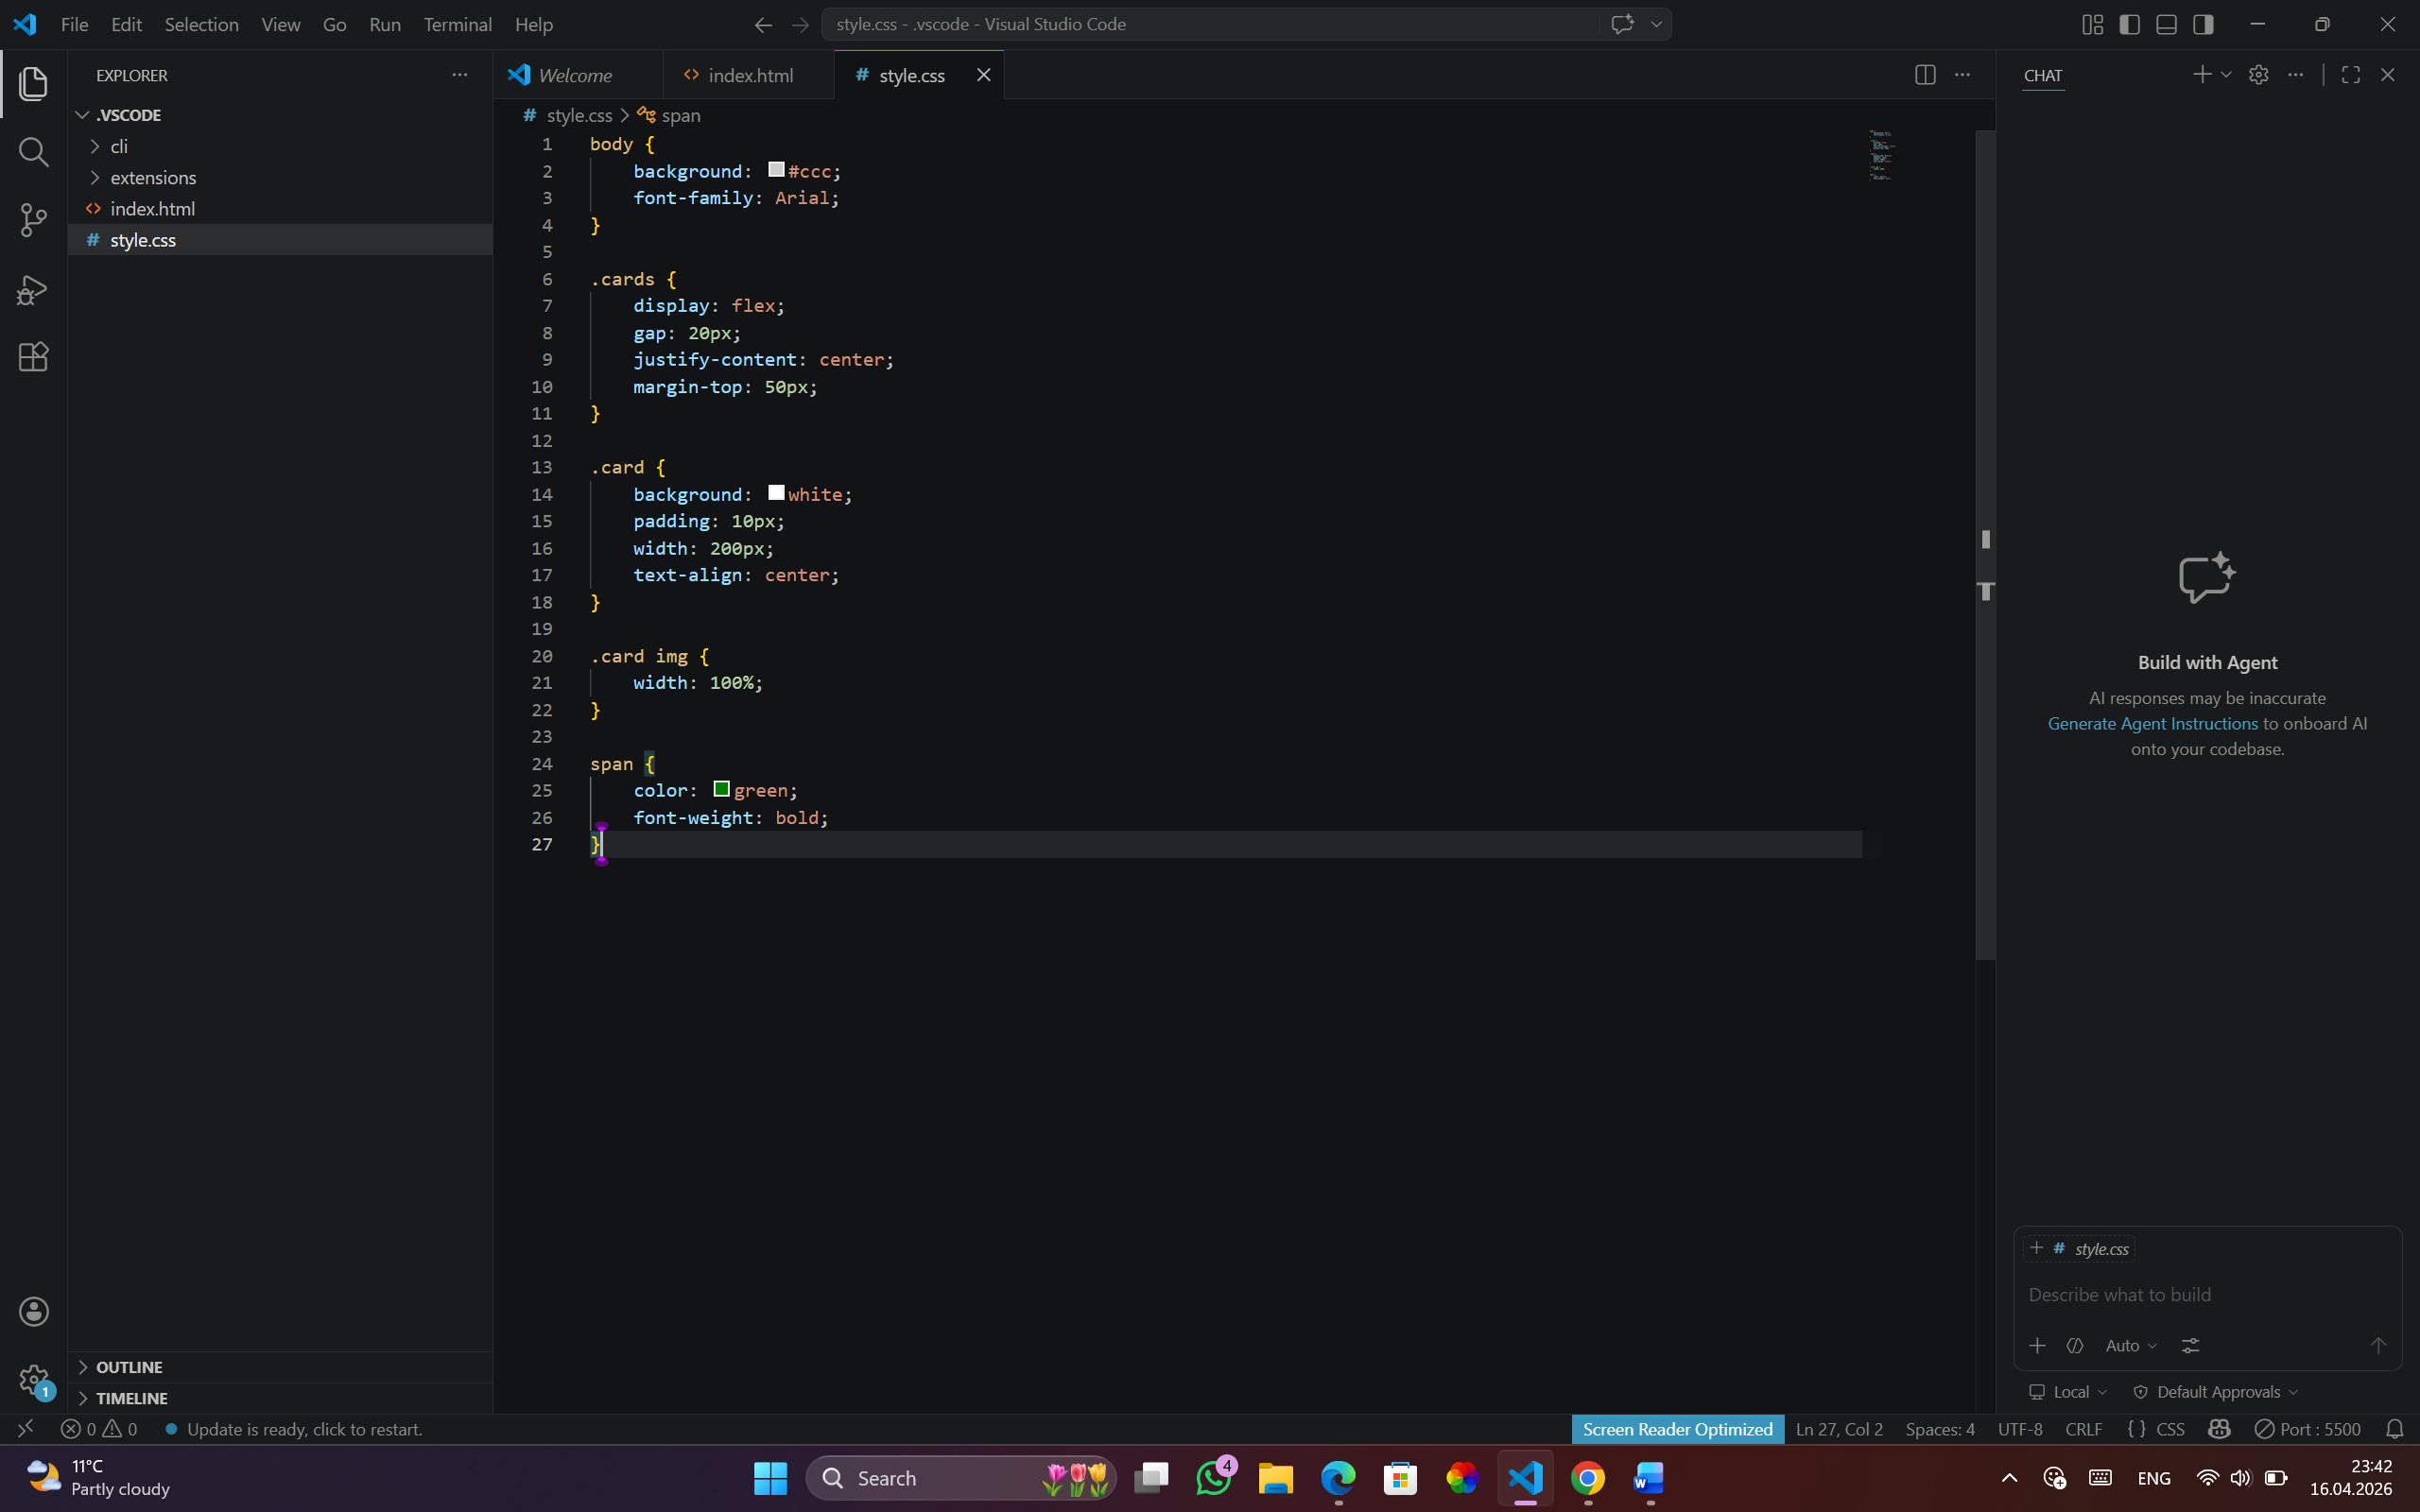 File Edit Selection View Go Run Terminal Help
style.css - .vscode - Visual Studio Code
EXPLORER
.VSCODE
cli
extensions
index.html
style.css
OUTLINE
TIMELINE
Welcome
index.html
style.css
style.css > span
1 body {
2 background: #ccc;
3 font-family: Arial;
4 }
5
6 .cards {
7 display: flex;
8 gap: 20px;
9 justify-content: center;
10 margin-top: 50px;
11 }
12
13 .card {
14 background: white;
15 padding: 10px;
16 width: 200px;
17 text-align: center;
18 }
19
20 .card img {
21 width: 100%;
22 }
23
24 span {
25 color: green;
26 font-weight: bold;
27 }
CHAT
Build with Agent
AI responses may be inaccurate
Generate Agent Instructions to onboard AI
onto your codebase.
style.css
Describe what to build
Auto
Local Default Approvals
1
0 0 Update is ready, click to restart.
Screen Reader Optimized Ln 27, Col 2 Spaces: 4 UTF-8 CRLF {} CSS Port : 5500
11°C
Partly cloudy
Search
4
ENG
23:42
16.04.2026